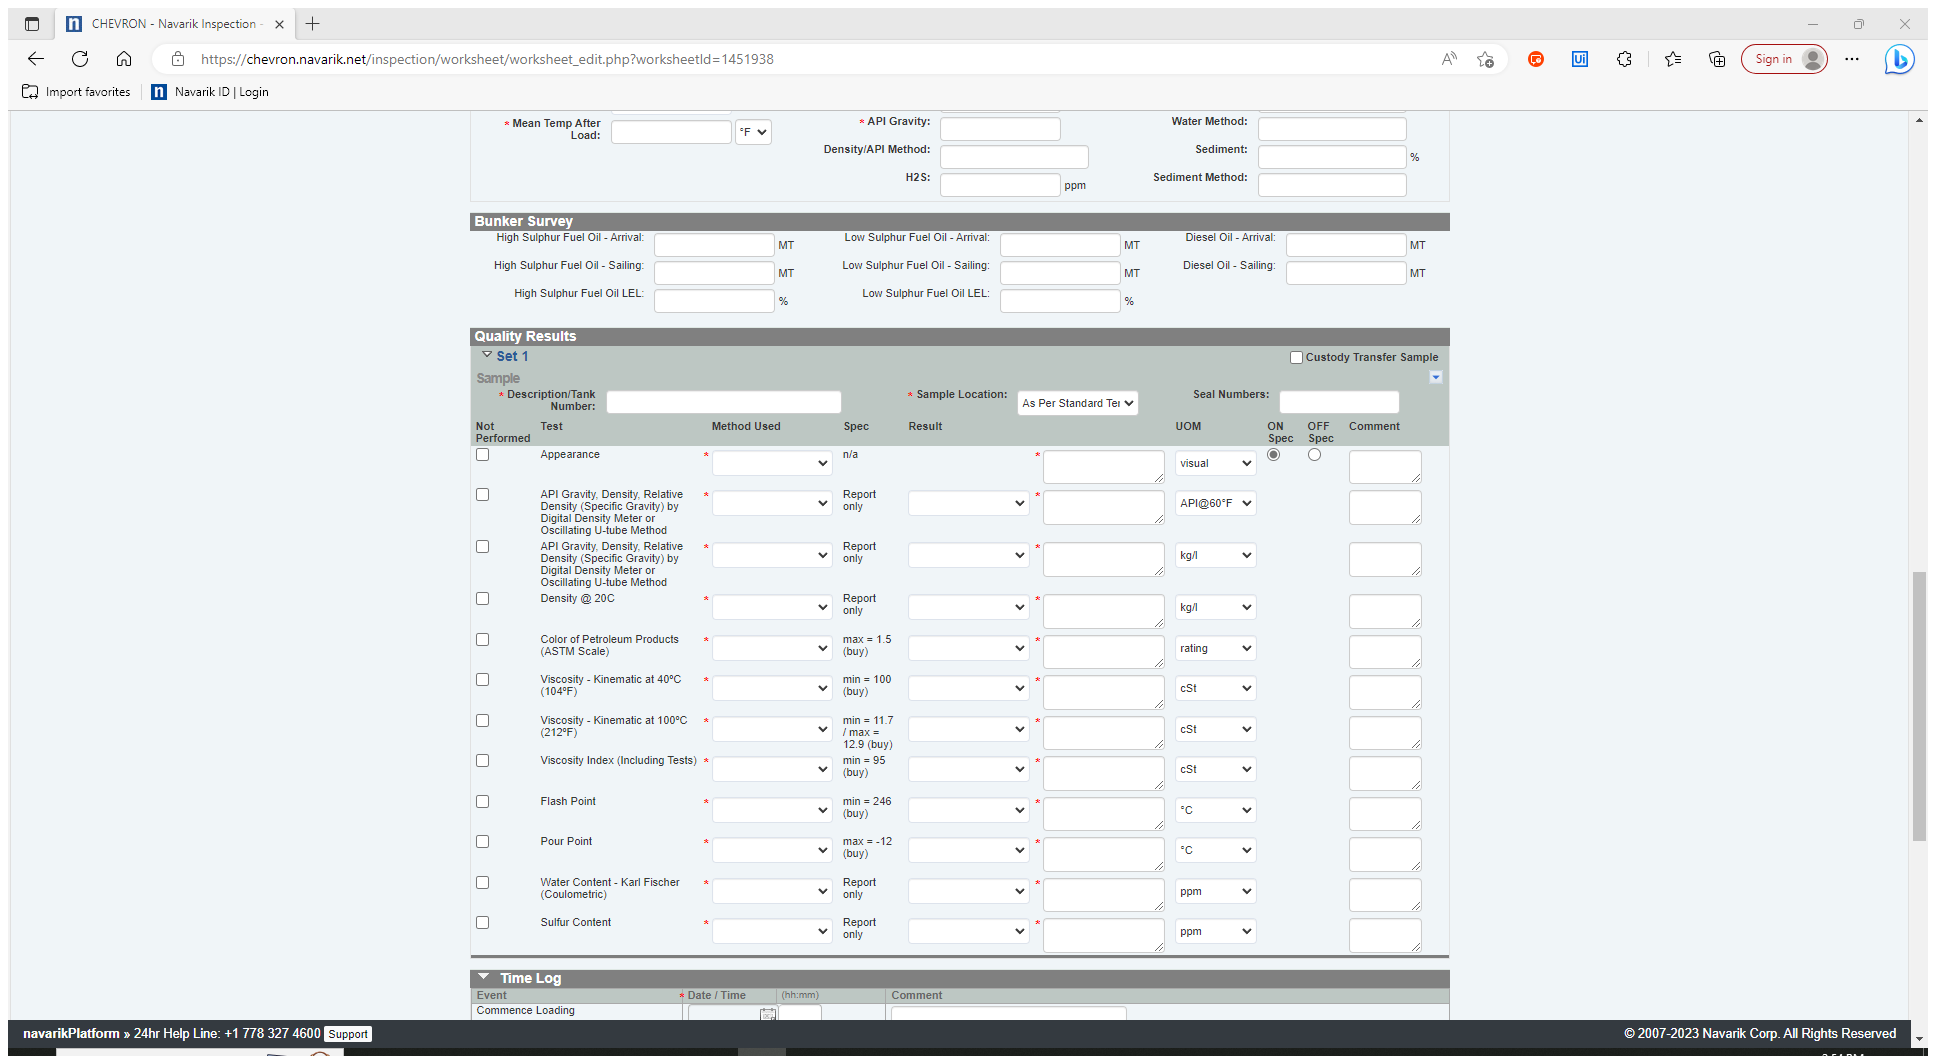 CHEVRON - Navarik Inspection -
https://chevron.navarik.net/inspection/worksheet/worksheet_edit.php?worksheetId=1451938
Sign in
Import favorites
Navarik ID | Login
* Mean Temp After Load:
°F
* API Gravity:
Water Method:
Density/API Method:
Sediment:
%
H2S:
ppm
Sediment Method:
Bunker Survey
High Sulphur Fuel Oil - Arrival:
MT
Low Sulphur Fuel Oil - Arrival:
MT
Diesel Oil - Arrival:
MT
High Sulphur Fuel Oil - Sailing:
MT
Low Sulphur Fuel Oil - Sailing:
MT
Diesel Oil - Sailing:
MT
High Sulphur Fuel Oil LEL:
%
Low Sulphur Fuel Oil LEL:
%
Quality Results
Set 1
Custody Transfer Sample
Sample
* Description/Tank Number:
* Sample Location:
As Per Standard Ter
Seal Numbers:
Not Performed
Test
Method Used
Spec
Result
UOM
ON Spec
OFF Spec
Comment
Appearance
*
n/a
*
visual
API Gravity, Density, Relative
Density (Specific Gravity) by
Digital Density Meter or
Oscillating U-tube Method
*
Report only
*
API@60°F
API Gravity, Density, Relative
Density (Specific Gravity) by
Digital Density Meter or
Oscillating U-tube Method
*
Report only
*
kg/l
Density @ 20C
*
Report only
*
kg/l
Color of Petroleum Products
(ASTM Scale)
*
max = 1.5
(buy)
*
rating
Viscosity - Kinematic at 40ºC
(104ºF)
*
min = 100
(buy)
*
cSt
Viscosity - Kinematic at 100ºC
(212ºF)
*
min = 11.7
/ max =
12.9 (buy)
*
cSt
Viscosity Index (Including Tests)
*
min = 95
(buy)
*
cSt
Flash Point
*
min = 246
(buy)
*
°C
Pour Point
*
max = -12
(buy)
*
°C
Water Content - Karl Fischer
(Coulometric)
*
Report only
*
ppm
Sulfur Content
*
Report only
*
ppm
Time Log
Event
* Date / Time
(hh:mm)
Comment
Commence Loading
navarikPlatform » 24hr Help Line: +1 778 327 4600 Support
© 2007-2023 Navarik Corp. All Rights Reserved